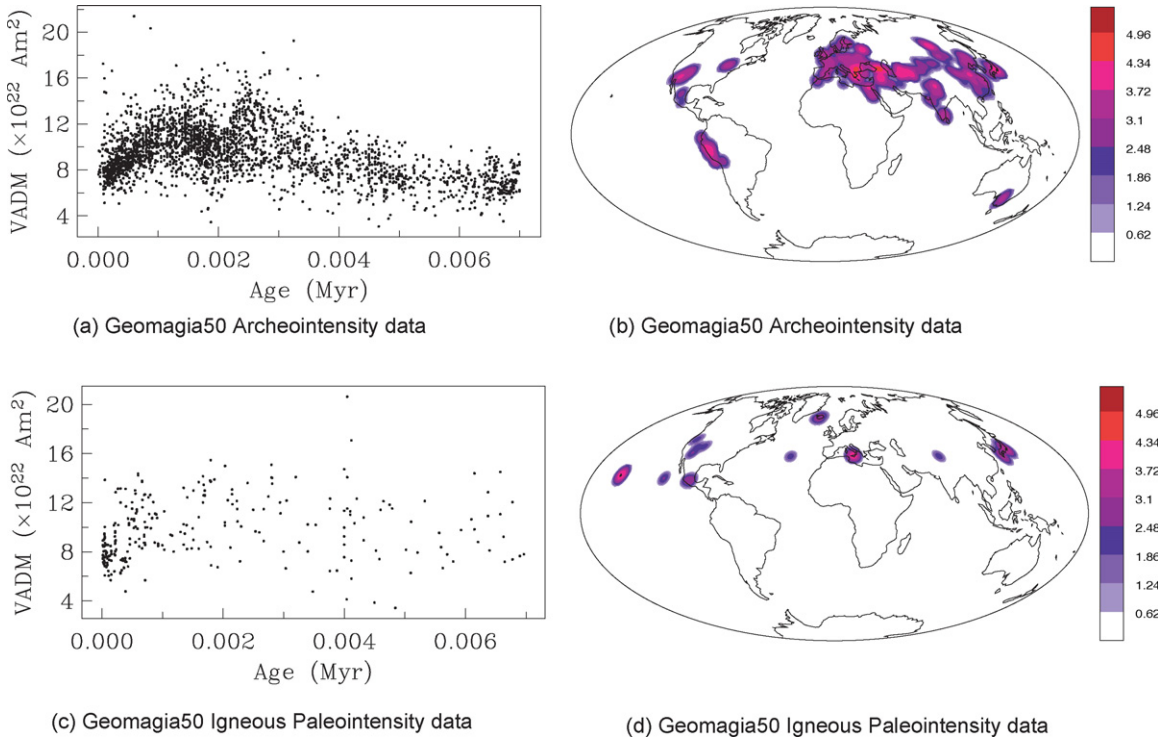 20
16
12
8
4
VADM (×10²² Am²)
0.000 0.002 0.004 0.006
Age (Myr)
(a) Geomagia50 Archeointensity data
4.96
4.34
3.72
3.1
2.48
1.86
1.24
0.62
(b) Geomagia50 Archeointensity data
20
16
12
8
4
VADM (×10²² Am²)
0.000 0.002 0.004 0.006
Age (Myr)
(c) Geomagia50 Igneous Paleointensity data
4.96
4.34
3.72
3.1
2.48
1.86
1.24
0.62
(d) Geomagia50 Igneous Paleointensity data